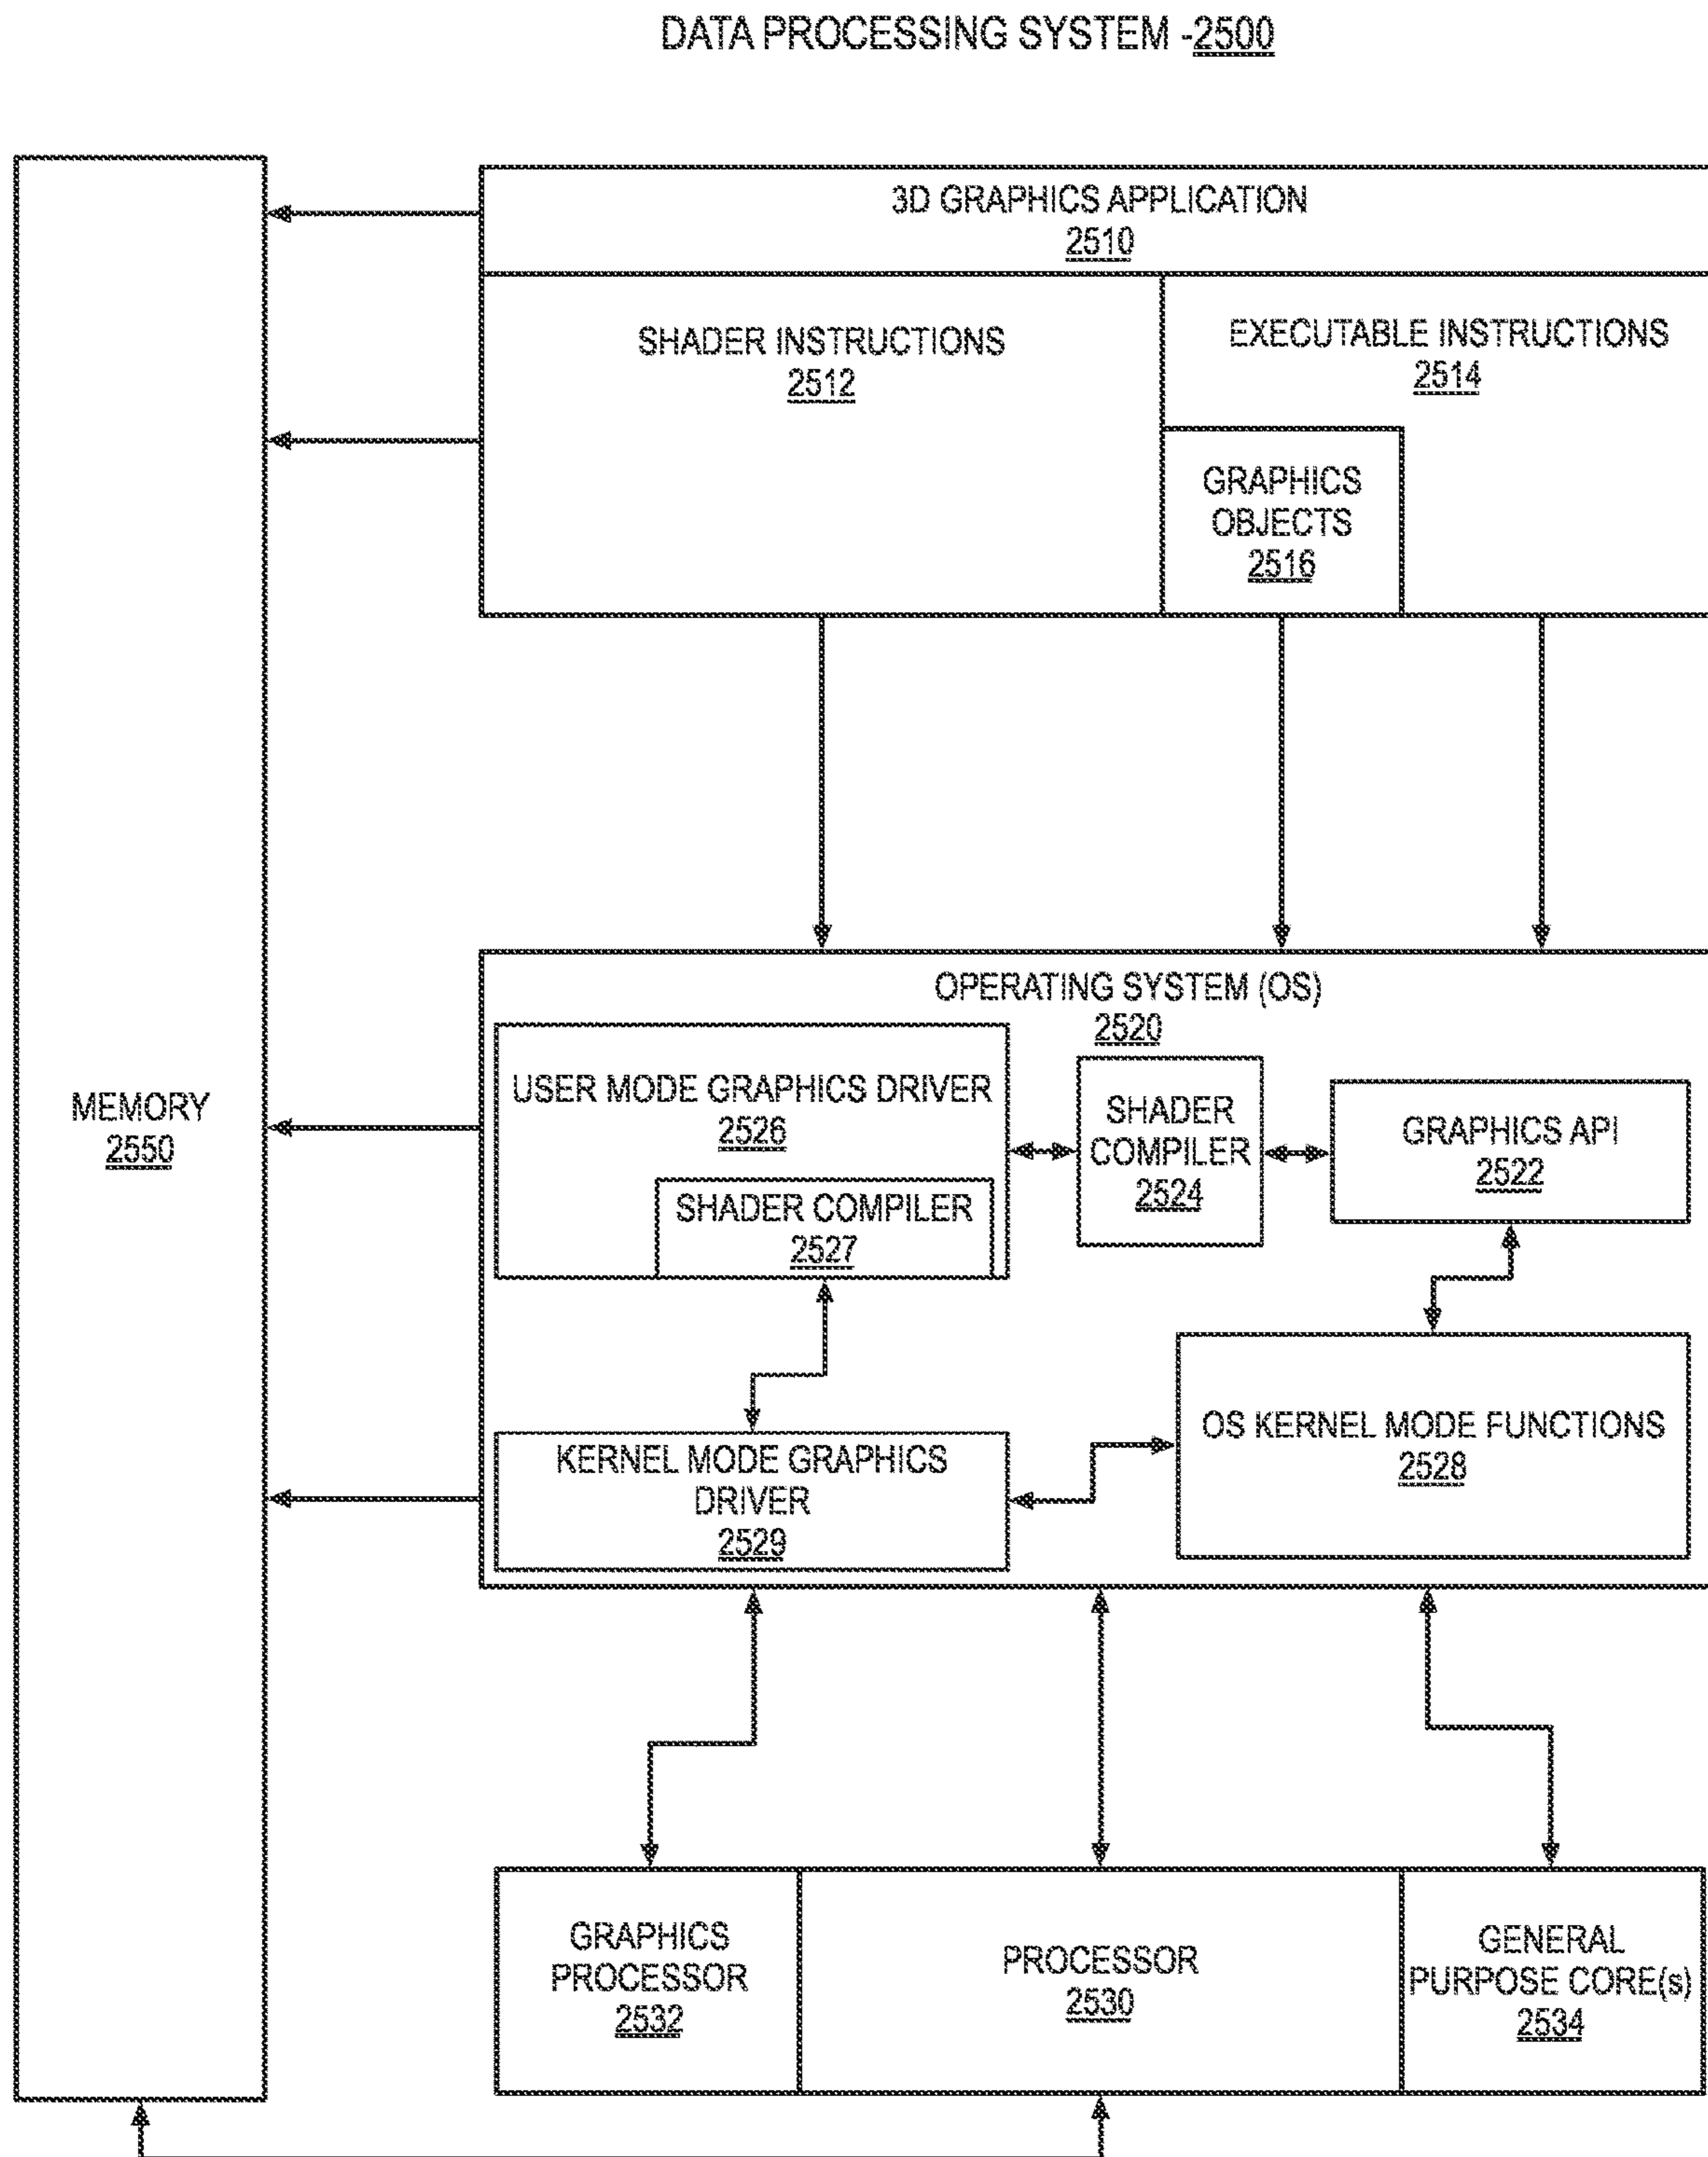 DATA PROCESSING SYSTEM -2500
3D GRAPHICS APPLICATION
2510
SHADER INSTRUCTIONS
2512
EXECUTABLE INSTRUCTIONS
2514
GRAPHICS
OBJECTS
2516
MEMORY
2550
OPERATING SYSTEM (OS)
2520
USER MODE GRAPHICS DRIVER
2526
SHADER COMPILER
2527
SHADER
COMPILER
2524
GRAPHICS API
2522
KERNEL MODE GRAPHICS
DRIVER
2529
OS KERNEL MODE FUNCTIONS
2528
GRAPHICS
PROCESSOR
2532
PROCESSOR
2530
GENERAL
PURPOSE CORE(s)
2534